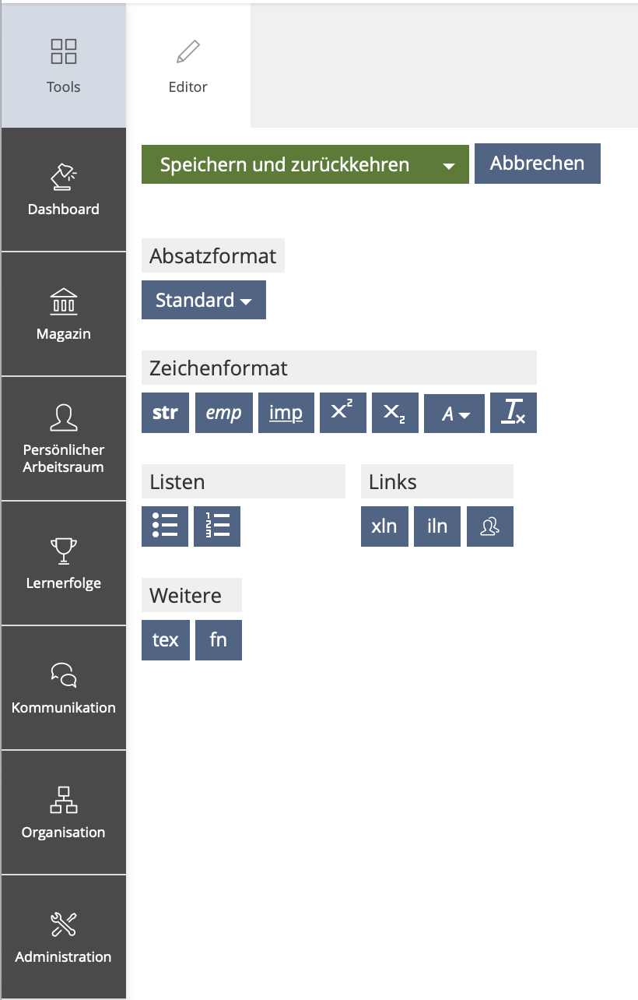 Tools
Editor
Dashboard
Magazin
Persönlicher
Arbeitsraum
Lernerfolge
Kommunikation
Organisation
Administration
Speichern und zurückkehren
Abbrechen
Absatzformat
Standard
Zeichenformat
str emp imp X² X₂ A Tx
Listen
Links
xln iln
Weitere
tex fn